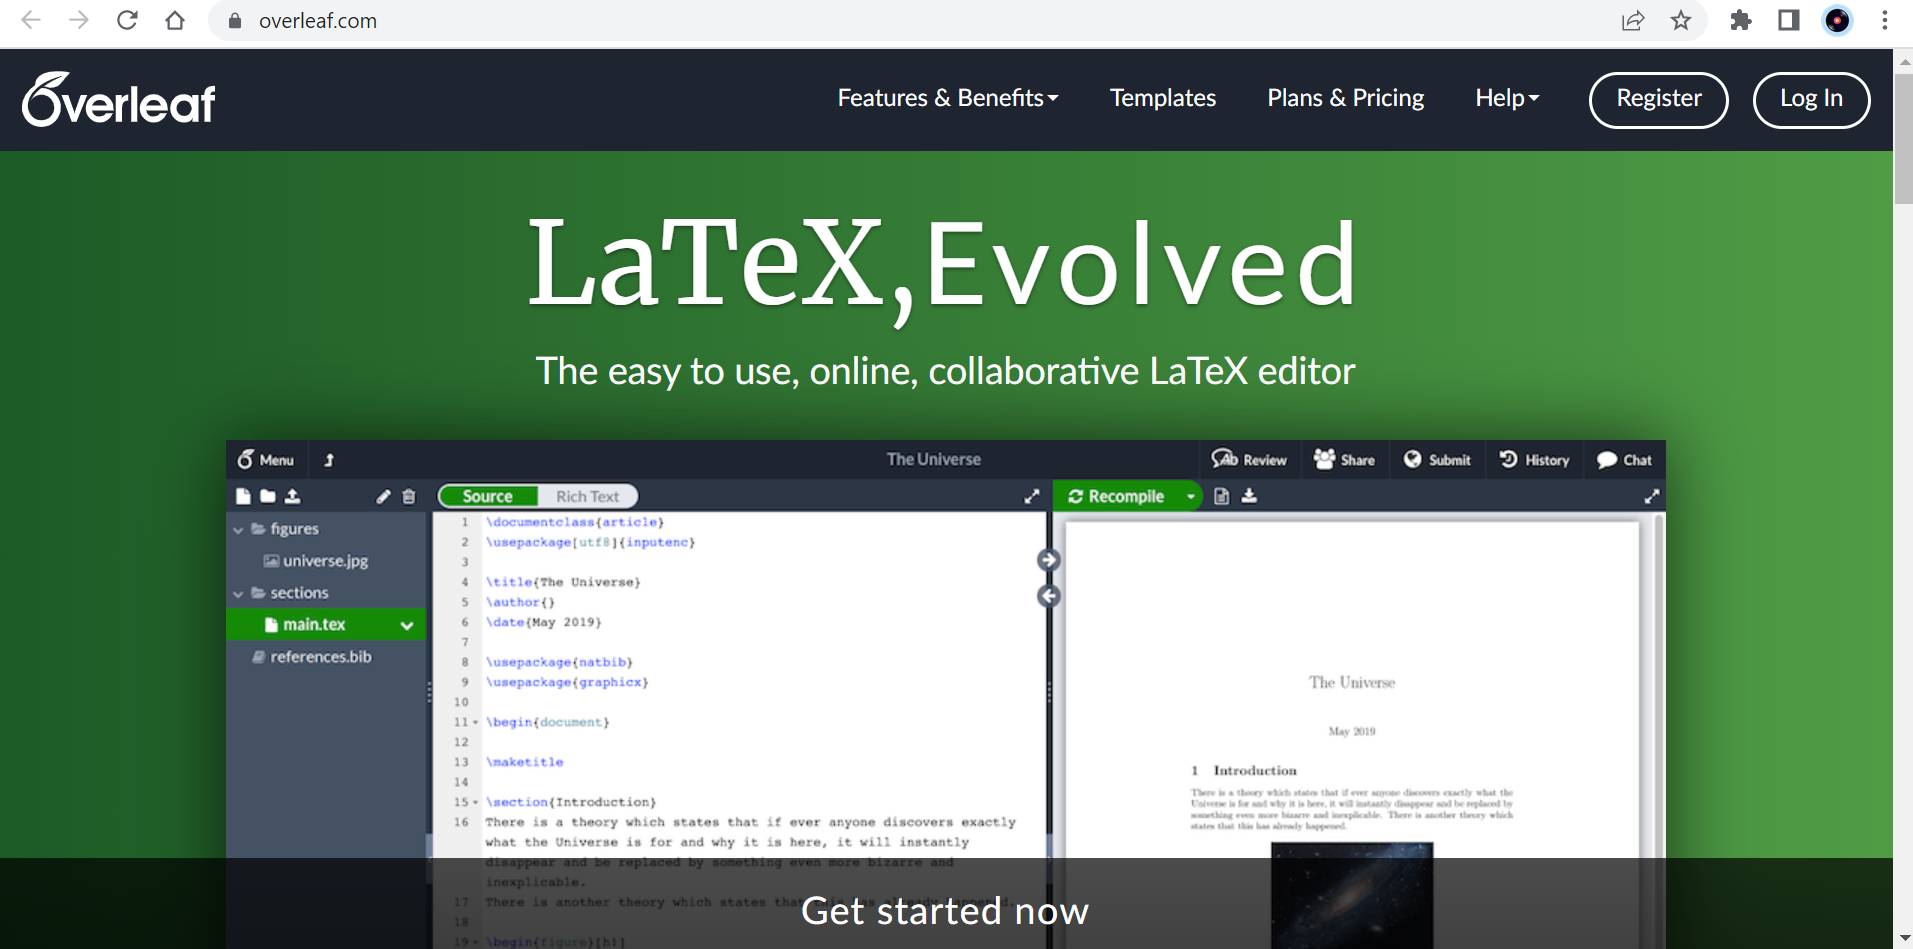 overleaf.com
Overleaf
Features & Benefits
Templates
Plans & Pricing
Help
Register
Log In
LaTeX, Evolved
The easy to use, online, collaborative LaTeX editor
Menu
The Universe
Review
Share
Submit
History
Chat
Source
Rich Text
Recompile
figures
universe.jpg
sections
main.tex
references.bib
1 \documentclass{article}
2 \usepackage[utf8]{inputenc}
3
4 \title{The Universe}
5 \author{}
6 \date{May 2019}
7
8 \usepackage{natbib}
9 \usepackage{graphicx}
10
11 \begin{document}
12
13 \maketitle
14
15 \section{Introduction}
16 There is a theory which states that if ever anyone discovers exactly
what the Universe is for and why it is here, it will instantly
disappear and be replaced by something even more bizarre and
inexplicable.
17 There is another theory which states that this has already happened.
18
19 \begin{figure}[h!]
The Universe
May 2019
1 Introduction
There is a theory which states that if ever anyone discovers exactly what the
Universe is for and why it is here, it will instantly disappear and be replaced by
something even more bizarre and inexplicable. There is another theory which
states that this has already happened.
Get started now